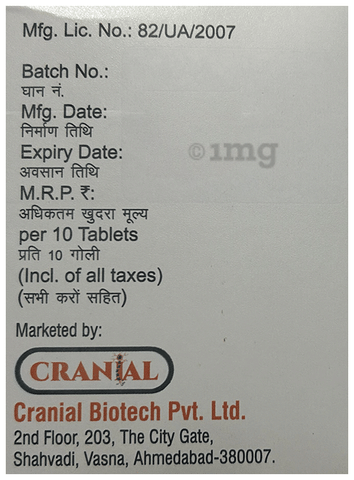 Mfg. Lic. No.: 82/UA/2007
Batch No.:
घान नं.
Mfg. Date:
निर्माण तिथि
Expiry Date:
अवसान तिथि
©1mg
M.R.P. ₹:
अधिकतम खुदरा मूल्य
per 10 Tablets
प्रति 10 गोली
(Incl. of all taxes)
(सभी करों सहित)
Marketed by:
CRANIAL
Cranial Biotech Pvt. Ltd.
2nd Floor, 203, The City Gate,
Shahvadi, Vasna, Ahmedabad-380007.